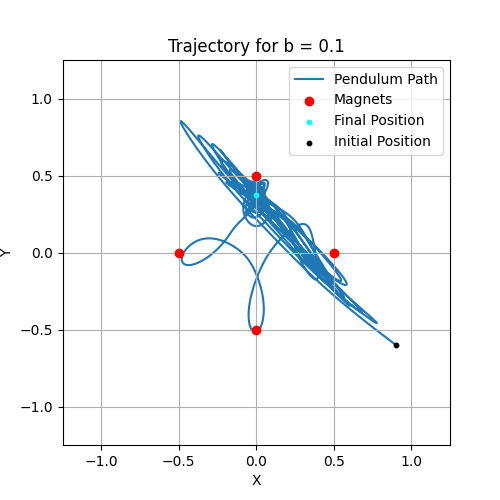 Trajectory for b = 0.1
Pendulum Path
Magnets
Final Position
Initial Position
1.0
0.5
0.0
−0.5
−1.0
Y
−1.0
−0.5
0.0
0.5
1.0
X